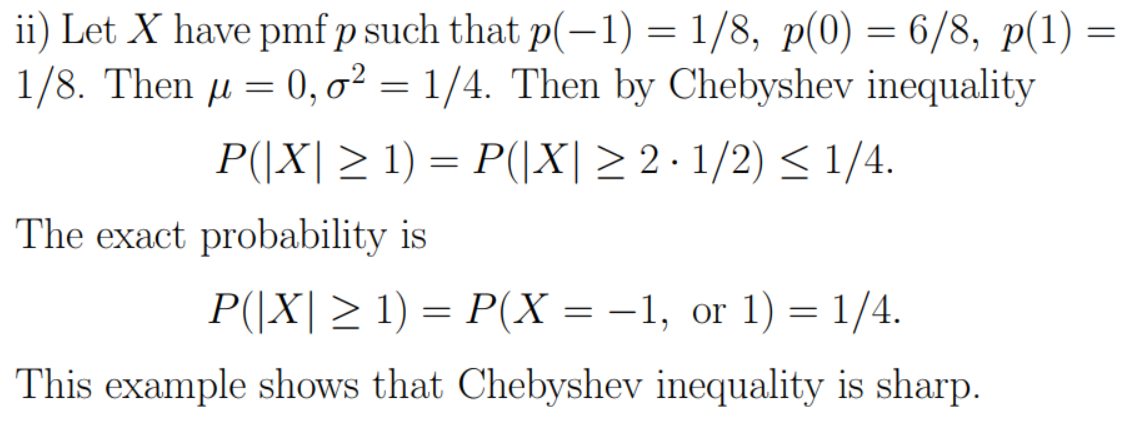 ii) Let X have pmf p such that p(−1) = 1/8, p(0) = 6/8, p(1) =
1/8. Then μ = 0, σ² = 1/4. Then by Chebyshev inequality
P(|X| ≥ 1) = P(|X| ≥ 2 · 1/2) ≤ 1/4.
The exact probability is
P(|X| ≥ 1) = P(X = −1, or 1) = 1/4.
This example shows that Chebyshev inequality is sharp.